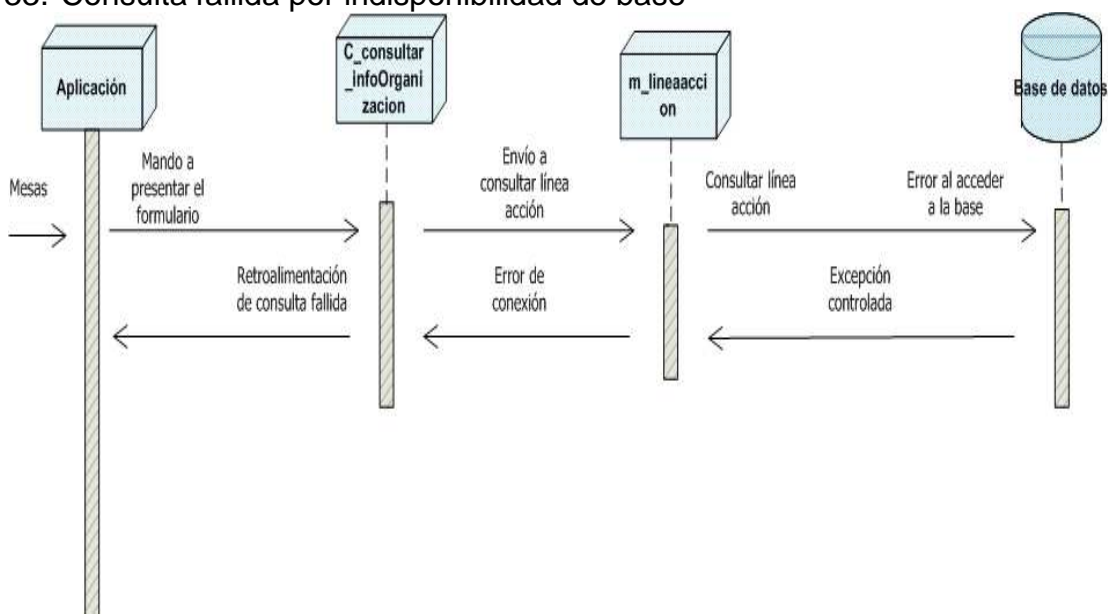 Consulta fallida por indisponibilidad de base
Aplicación
C_consultar
_infoOrgani
zacion
m_lineaacci
on
Base de datos
Mesas
Mando a
presentar el
formulario
Envío a
consultar línea
acción
Consultar línea
acción
Error al acceder
a la base
Retroalimentación
de consulta fallida
Error de
conexión
Excepción
controlada